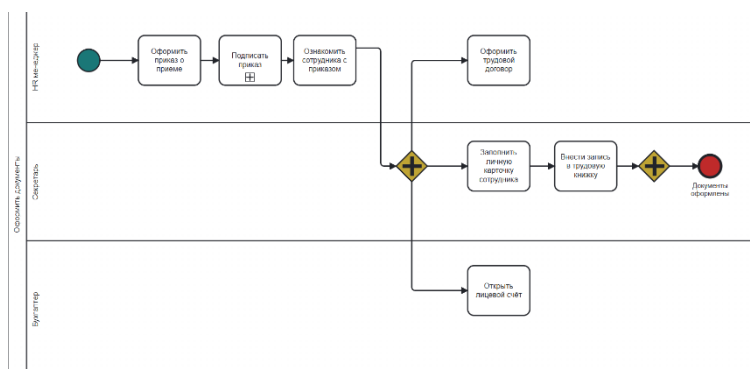 Оформить документы
HR менеджер
Оформить
приказ о
приеме
Подписать
приказ
Ознакомить
сотрудника с
приказом
Оформить
трудовой
договор
Секретарь
Заполнить
личную
карточку
сотрудника
Внести запись
в трудовую
книжку
Документы
оформлены
Бухгалтер
Открыть
лицевой счёт